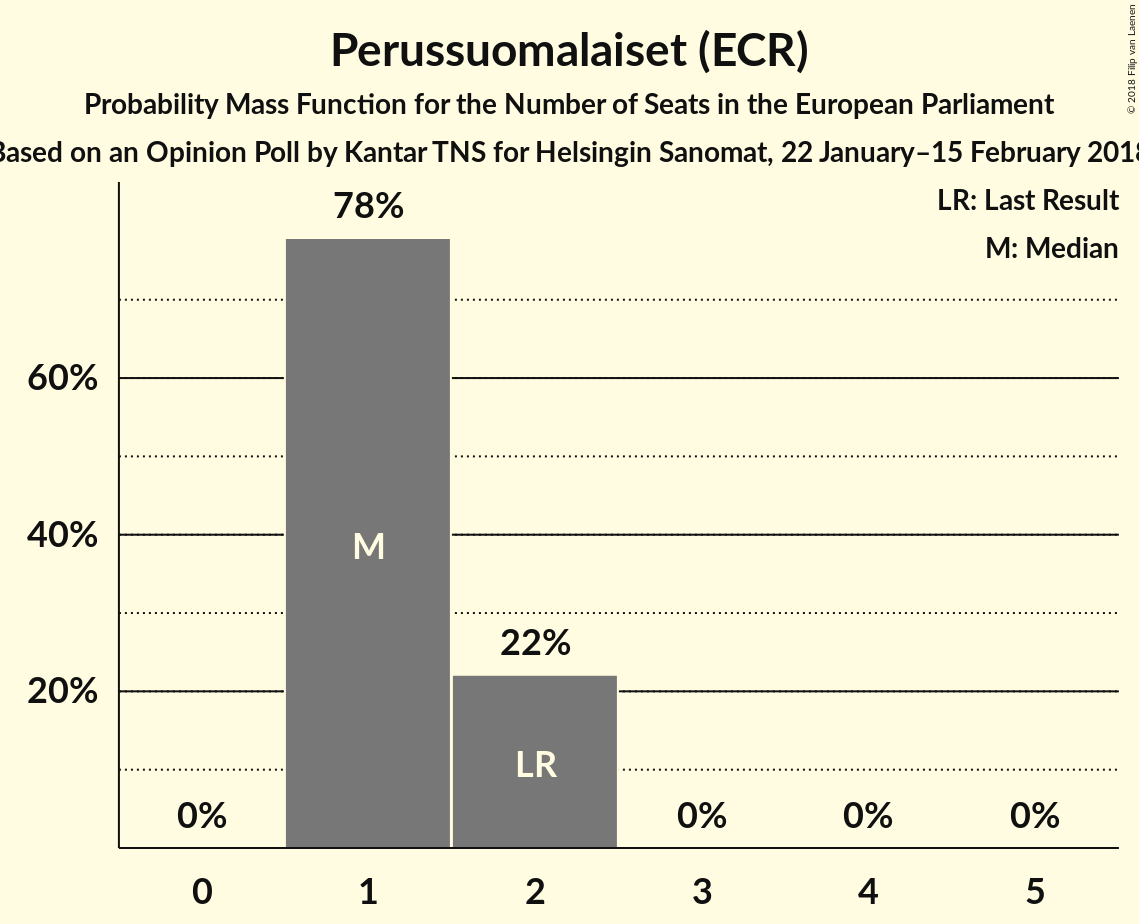 Perussuomalaiset (ECR)
Probability Mass Function for the Number of Seats in the European Parliament
Based on an Opinion Poll by Kantar TNS for Helsingin Sanomat, 22 January–15 February 2018
© 2018 Filip van Laenen
LR: Last Result
M: Median
78%
60%
40%
M
22%
20%
LR
0%
0%
0%
0%
0 1 2 3 4 5